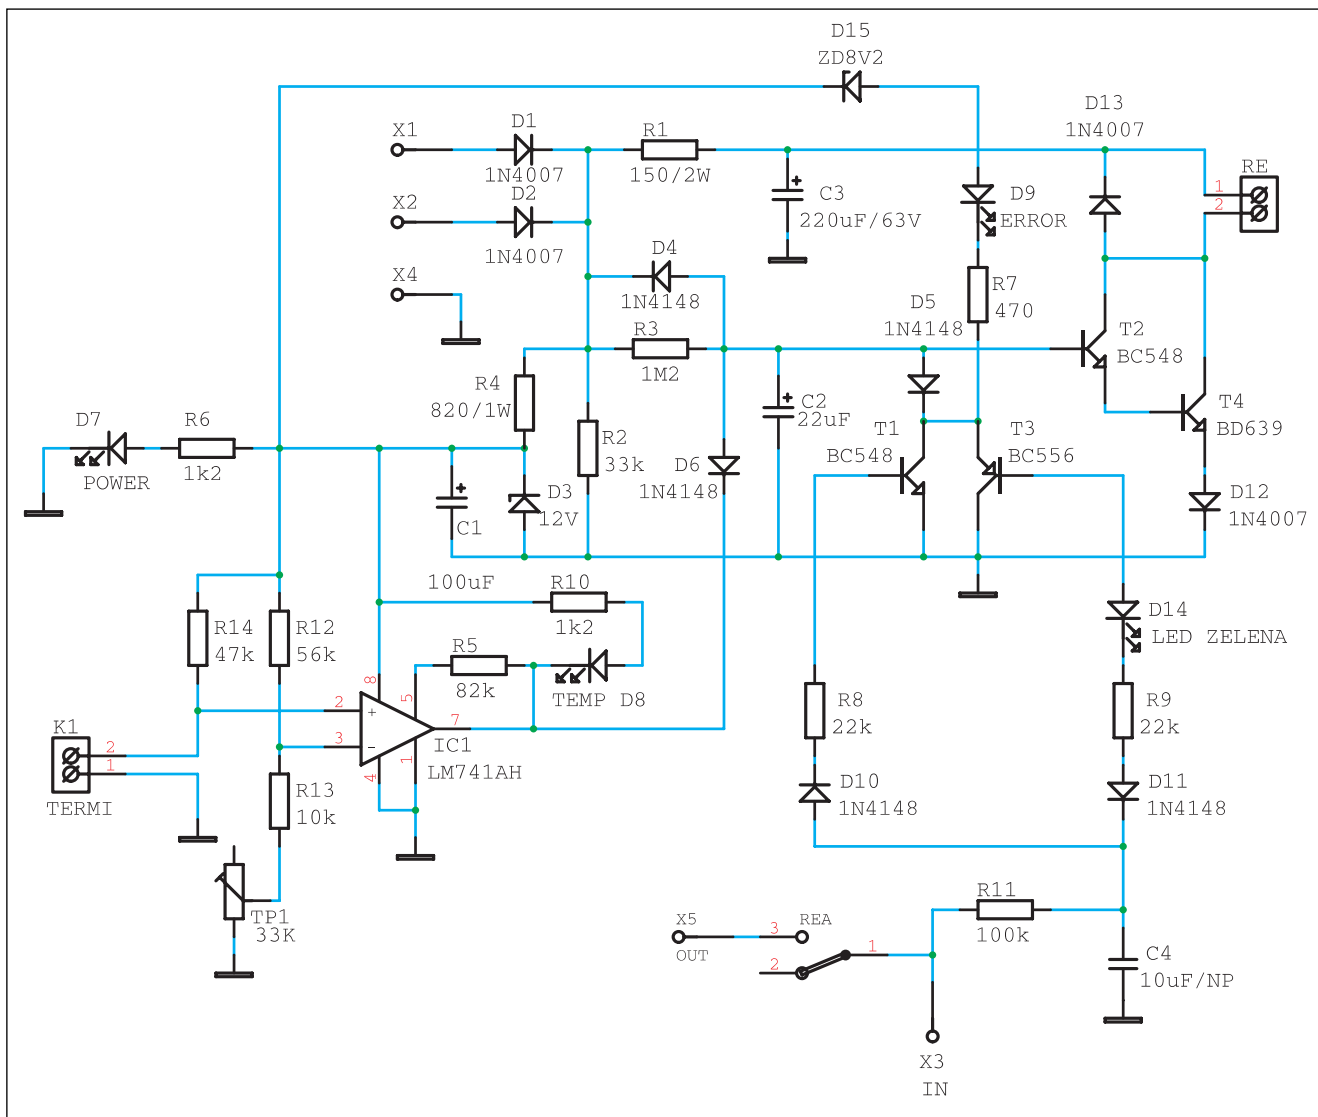 D15
ZD8V2
D13
1N4007
X1
D1
1N4007
R1
150/2W
RE
1
2
X2
D2
1N4007
C3
220uF/63V
D9
ERROR
X4
D4
1N4148
R7
470
D5
1N4148
R3
1M2
T2
BC548
R4
820/1W
C2
22uF
T4
BD639
D7
POWER
R6
1k2
R2
33k
D6
1N4148
T1
BC548
T3
BC556
D3
12V
C1
100uF
D12
1N4007
R10
1k2
R14
47k
R12
56k
R5
82k
TEMP D8
D14
LED ZELENA
8
5
2
+
3
-
7
4
1
IC1
LM741AH
K1
2
1
TERMI
R8
22k
R9
22k
R13
10k
D10
1N4148
D11
1N4148
TP1
33K
R11
100k
X5
OUT
3
REA
2
1
C4
10uF/NP
X3
IN